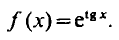 f(x) = e^{tg x}.